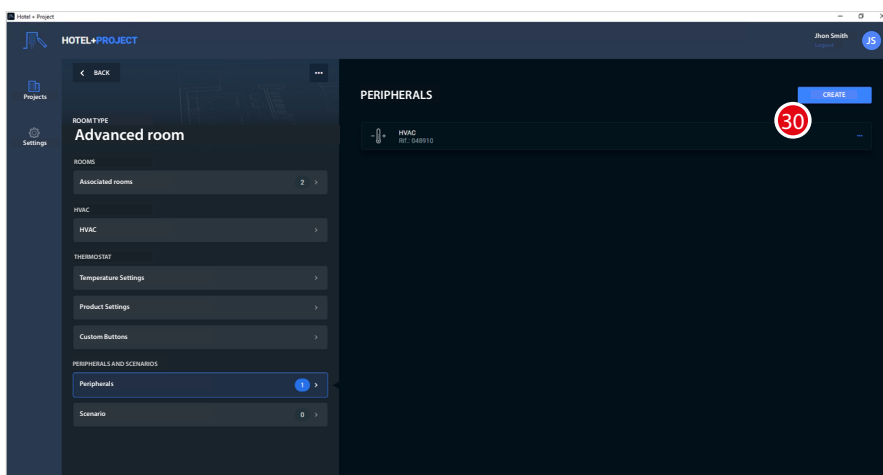 Hotel + Project
HOTEL+PROJECT
Jhon Smith
Logout
JS
Projects
Settings
BACK
ROOM TYPE
Advanced room
ROOMS
Associated rooms 2
HVAC
HVAC
THERMOSTAT
Temperature Settings
Product Settings
Custom Buttons
PERIPHERALS AND SCENARIOS
Peripherals 1
Scenario 0
PERIPHERALS
CREATE
30
HVAC
Rif.: 048910